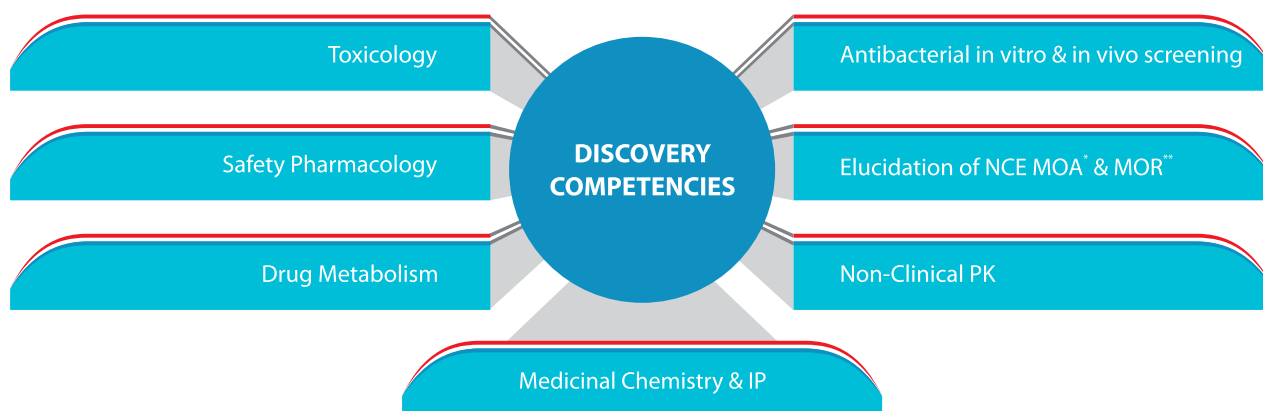 Toxicology
Safety Pharmacology
Drug Metabolism
DISCOVERY
COMPETENCIES
Antibacterial in vitro & in vivo screening
Elucidation of NCE MOA* & MOR**
Non-Clinical PK
Medicinal Chemistry & IP